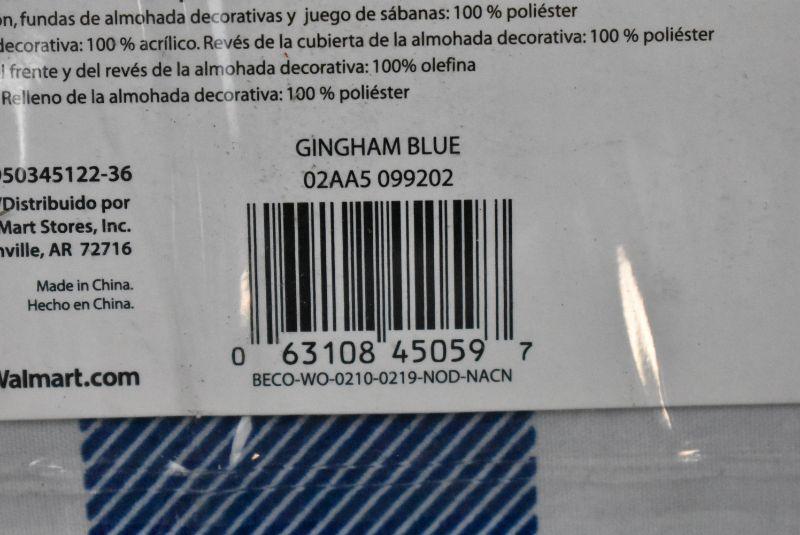 ón, fundas de almohada decorativas y juego de sábanas: 100 % poliéster
decorativa: 100 % acrílico. Revés de la cubierta de la almohada decorativa: 100 % poliéster
l frente y del revés de la almohada decorativa: 100% olefina
Relleno de la almohada decorativa: 100 % poliéster
GINGHAM BLUE
02AA5 099202
50345122-36
/Distribuido por
Mart Stores, Inc.
nville, AR 72716
Made in China.
Hecho en China.
0 63108 45059 7
BECO-WO-0210-0219-NOD-NACN
Walmart.com